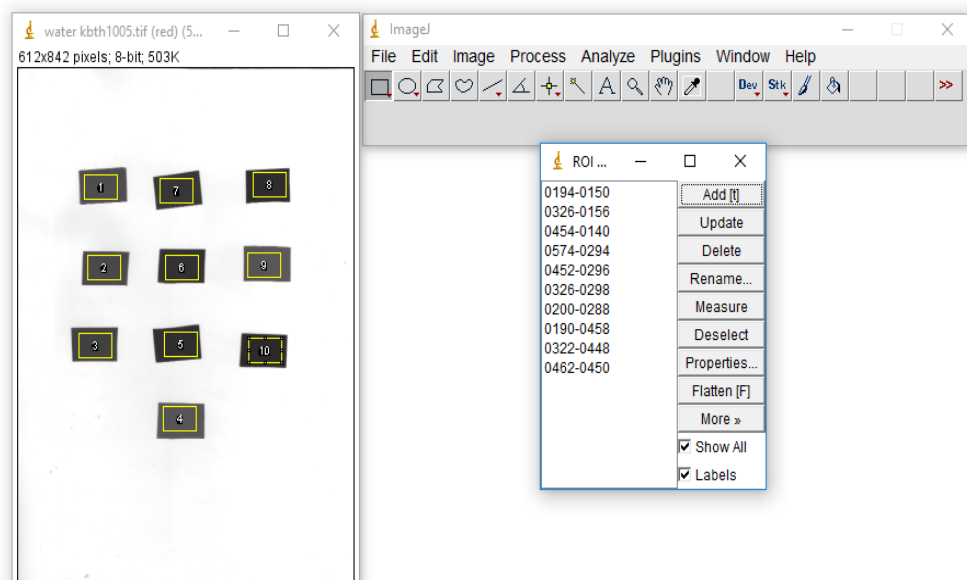 water kbth1005.tif (red) (5...
612x842 pixels; 8-bit; 503K
1
7
8
2
6
9
3
5
10
4
ImageJ
File Edit Image Process Analyze Plugins Window Help
A Dev Stk >>
ROI ...
0194-0150
0326-0156
0454-0140
0574-0294
0452-0296
0326-0298
0200-0288
0190-0458
0322-0448
0462-0450
Add [t]
Update
Delete
Rename...
Measure
Deselect
Properties...
Flatten [F]
More »
Show All
Labels